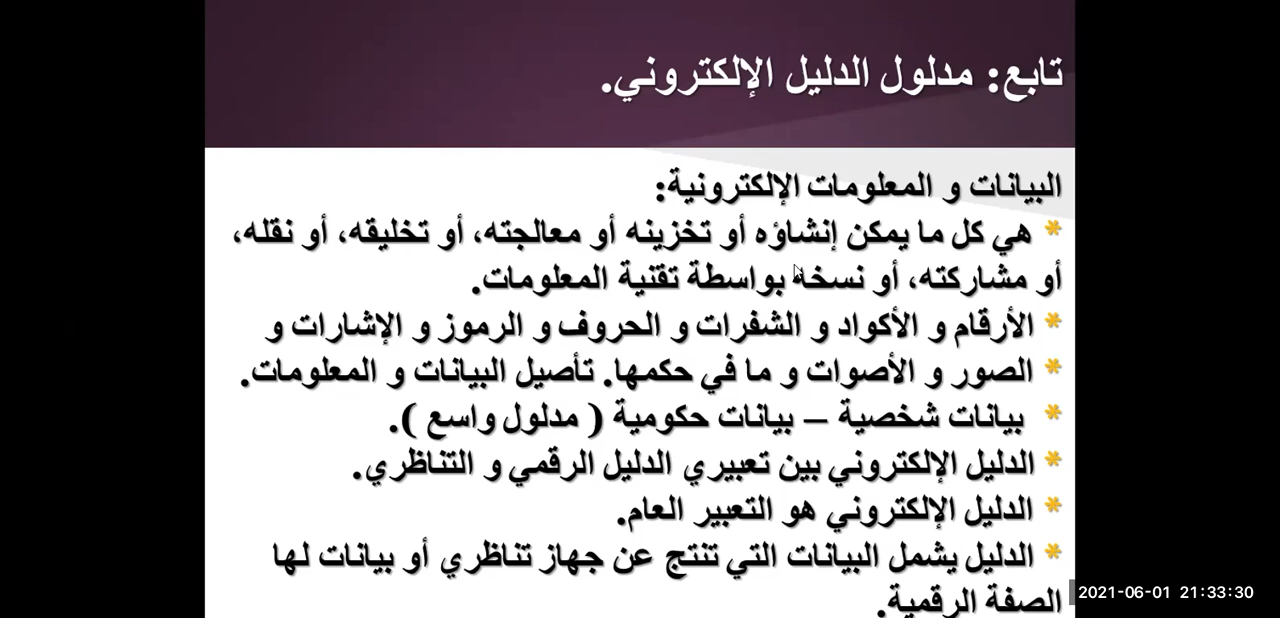 تابع: مدلول الدليل الإلكتروني.
البيانات و المعلومات الإلكترونية:
* هي كل ما يمكن إنشاؤه أو تخزينه أو معالجته، أو تخليقه، أو نقله،
أو مشاركته، أو نسخه بواسطة تقنية المعلومات.
* الأرقام و الأكواد و الشفرات و الحروف و الرموز و الإشارات و
* الصور و الأصوات و ما في حكمها. تأصيل البيانات و المعلومات.
* بيانات شخصية – بيانات حكومية ( مدلول واسع ).
* الدليل الإلكتروني بين تعبيري الدليل الرقمي و التناظري.
* الدليل الإلكتروني هو التعبير العام.
* الدليل يشمل البيانات التي تنتج عن جهاز تناظري أو بيانات لها
الصفة الرقمية.
2021-06-01 21:33:30